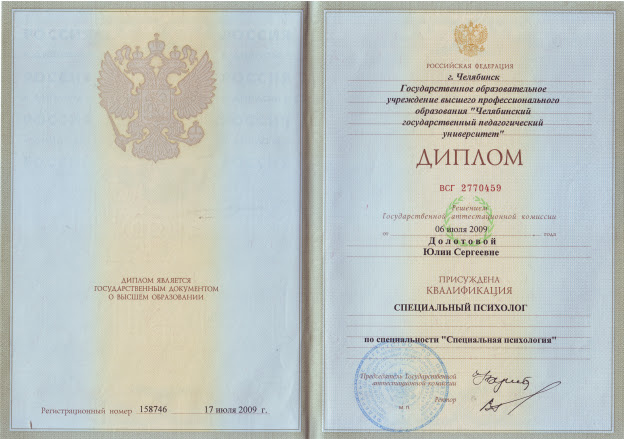 ДИПЛОМ ЯВЛЯЕТСЯ
ГОСУДАРСТВЕННЫМ ДОКУМЕНТОМ
О ВЫСШЕМ ОБРАЗОВАНИИ
Регистрационный номер 158746 17 июля 2009 г.
РОССИЙСКАЯ ФЕДЕРАЦИЯ
г. Челябинск
Государственное образовательное
учреждение высшего профессионального
образования "Челябинский
государственный педагогический
университет"
ДИПЛОМ
ВСГ 2770459
Решением
Государственной аттестационной комиссии
от 06 июля 2009 года
Долотовой
Юлии Сергеевне
ПРИСУЖДЕНА
КВАЛИФИКАЦИЯ
СПЕЦИАЛЬНЫЙ ПСИХОЛОГ
по специальности "Специальная психология"
Председатель Государственной
аттестационной комиссии
Ректор
М.П.